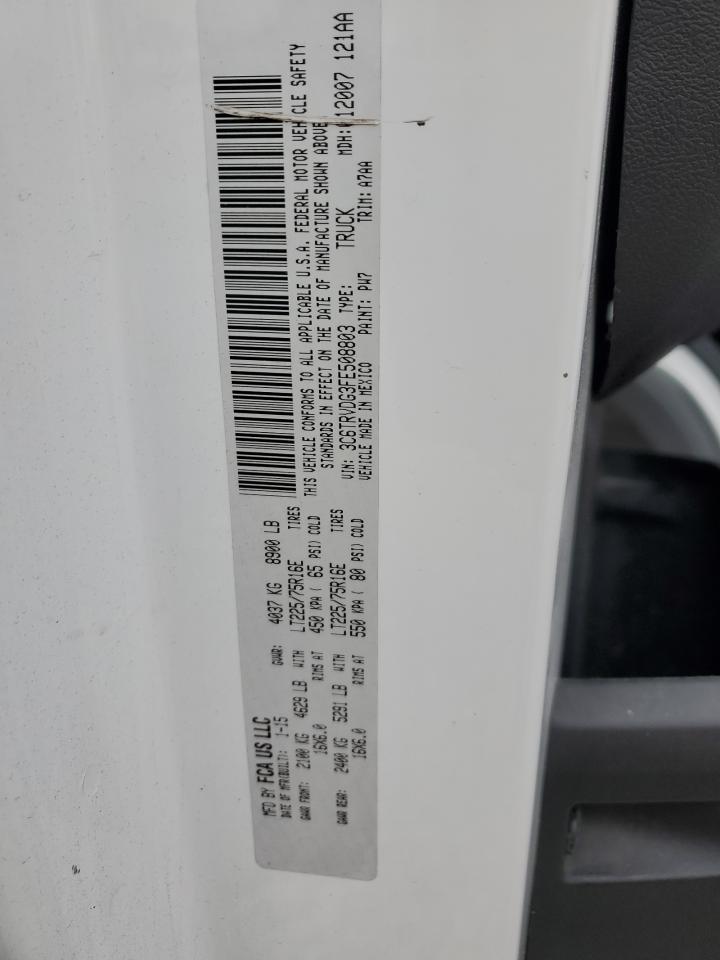 MFD BY FCA US LLC
DATE OF MFR(BUILT): 1-15
GVWR: 4037 KG 8900 LB
GAWR FRONT: 2100 KG 4629 LB WITH LT225/75R16E TIRES
16X6.0 RIMS AT 450 KPA ( 65 PSI) COLD
GAWR REAR: 2400 KG 5291 LB WITH LT225/75R16E TIRES
16X6.0 RIMS AT 550 KPA ( 80 PSI) COLD
THIS VEHICLE CONFORMS TO ALL APPLICABLE U.S.A. FEDERAL MOTOR VEHICLE SAFETY
STANDARDS IN EFFECT ON THE DATE OF MANUFACTURE SHOWN ABOVE
VIN: 3C6TRVDG3FE508803 TYPE: TRUCK MDH: 012007 121AA
VEHICLE MADE IN MEXICO PAINT: PW7 TRIM: A7AA